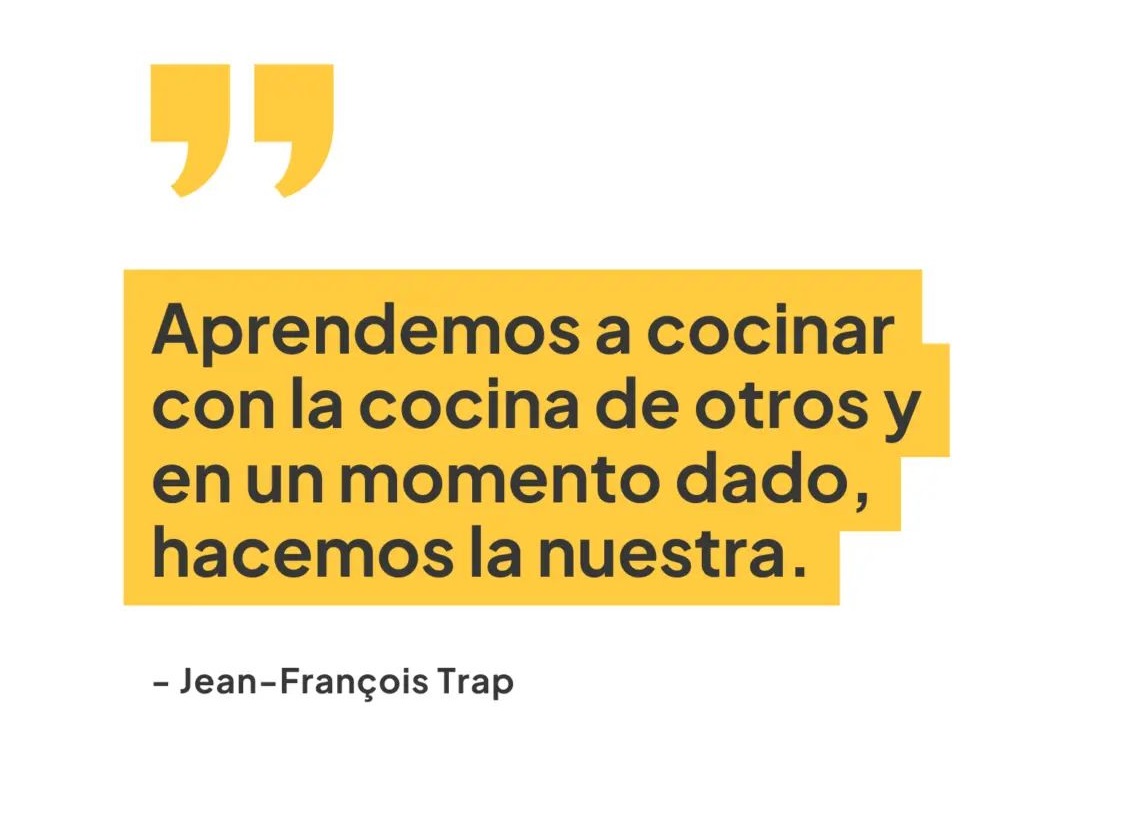 ”
Aprendemos a cocinar
con la cocina de otros y
en un momento dado,
hacemos la nuestra.
- Jean-François Trap